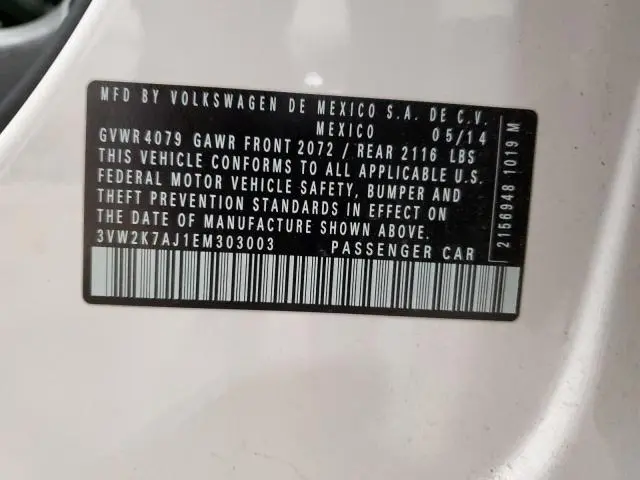 MFD BY VOLKSWAGEN DE MEXICO S.A. DE C.V.
MEXICO 05/14
GVWR 4079 GAWR FRONT 2072 / REAR 2116 LBS
THIS VEHICLE CONFORMS TO ALL APPLICABLE U.S.
FEDERAL MOTOR VEHICLE SAFETY, BUMPER AND
THEFT PREVENTION STANDARDS IN EFFECT ON
THE DATE OF MANUFACTURE SHOWN ABOVE.
3VW2K7AJ1EM303003 PASSENGER CAR
2156948 1019 M